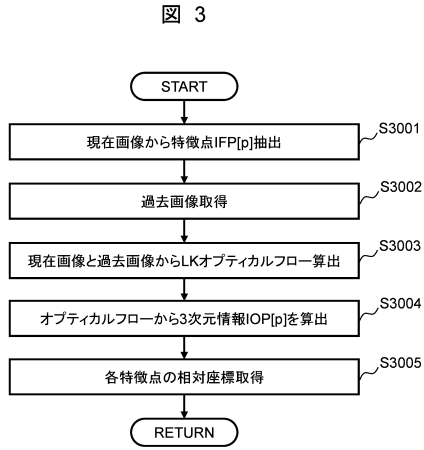 図 3
START
現在画像から特徴点IFP[p]抽出
S3001
過去画像取得
S3002
現在画像と過去画像からLKオプティカルフロー算出
S3003
オプティカルフローから3次元情報IOP[p]を算出
S3004
各特徴点の相対座標取得
S3005
RETURN